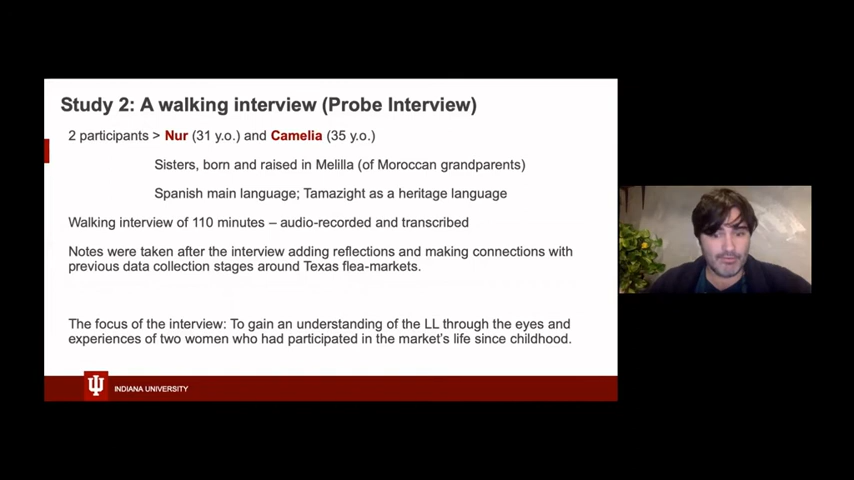 Study 2: A walking interview (Probe Interview)
2 participants > Nur (31 y.o.) and Camelia (35 y.o.)
Sisters, born and raised in Melilla (of Moroccan grandparents)
Spanish main language; Tamazight as a heritage language
Walking interview of 110 minutes – audio-recorded and transcribed
Notes were taken after the interview adding reflections and making connections with
previous data collection stages around Texas flea-markets.
The focus of the interview: To gain an understanding of the LL through the eyes and
experiences of two women who had participated in the market's life since childhood.
INDIANA UNIVERSITY